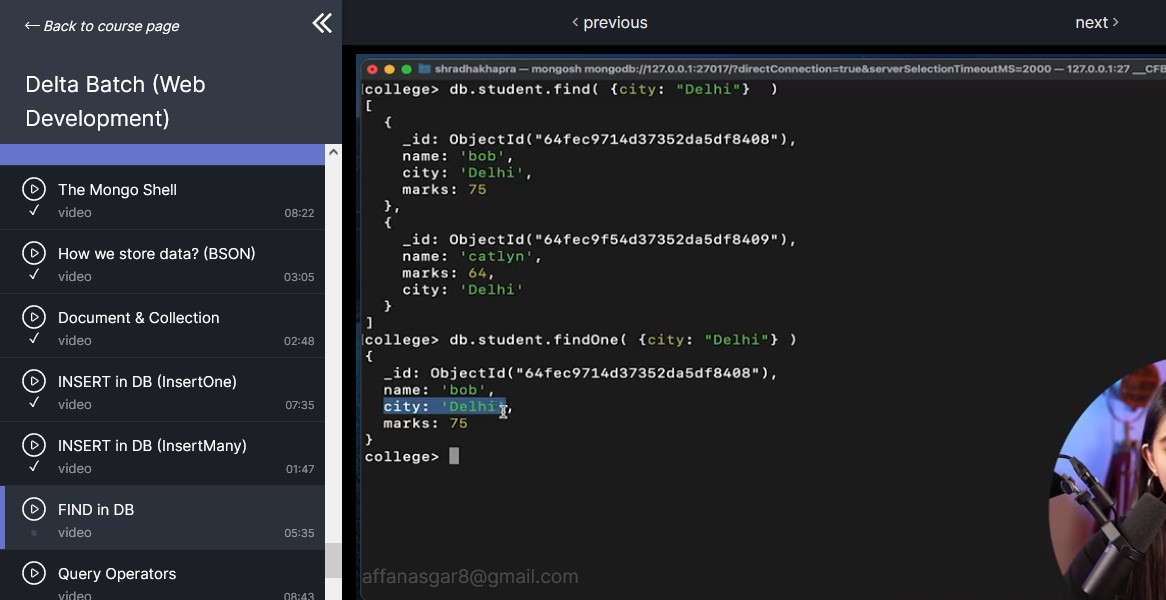 ← Back to course page
Delta Batch (Web
Development)
The Mongo Shell
video 08:22
How we store data? (BSON)
video 03:05
Document & Collection
video 02:48
INSERT in DB (InsertOne)
video 07:35
INSERT in DB (InsertMany)
video 01:47
FIND in DB
video 05:35
Query Operators
video 08:43
‹ previous next ›
shradhakhapra — mongosh mongodb://127.0.0.1:27017/?directConnection=true&serverSelectionTimeoutMS=2000 — 127.0.0.1:27 __CFB
college> db.student.find( {city: "Delhi"} )
[
{
_id: ObjectId("64fec9714d37352da5df8408"),
name: 'bob',
city: 'Delhi',
marks: 75
},
{
_id: ObjectId("64fec9f54d37352da5df8409"),
name: 'catlyn',
marks: 64,
city: 'Delhi'
}
]
college> db.student.findOne( {city: "Delhi"} )
{
_id: ObjectId("64fec9714d37352da5df8408"),
name: 'bob',
city: 'Delhi',
marks: 75
}
college>
affanasgar8@gmail.com